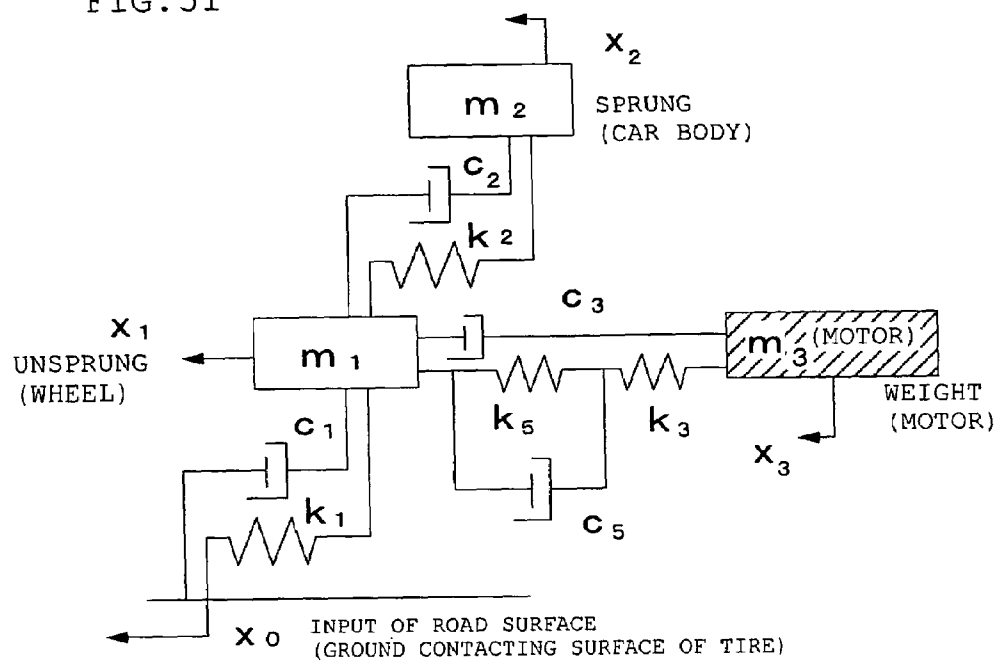 FIG.31
x2
m2
SPRUNG
(CAR BODY)
c2
k2
c3
x1
UNSPRUNG
(WHEEL)
m1
m3 (MOTOR)
WEIGHT
(MOTOR)
k5
k3
x3
c1
k1
c5
x0
INPUT OF ROAD SURFACE
(GROUND CONTACTING SURFACE OF TIRE)